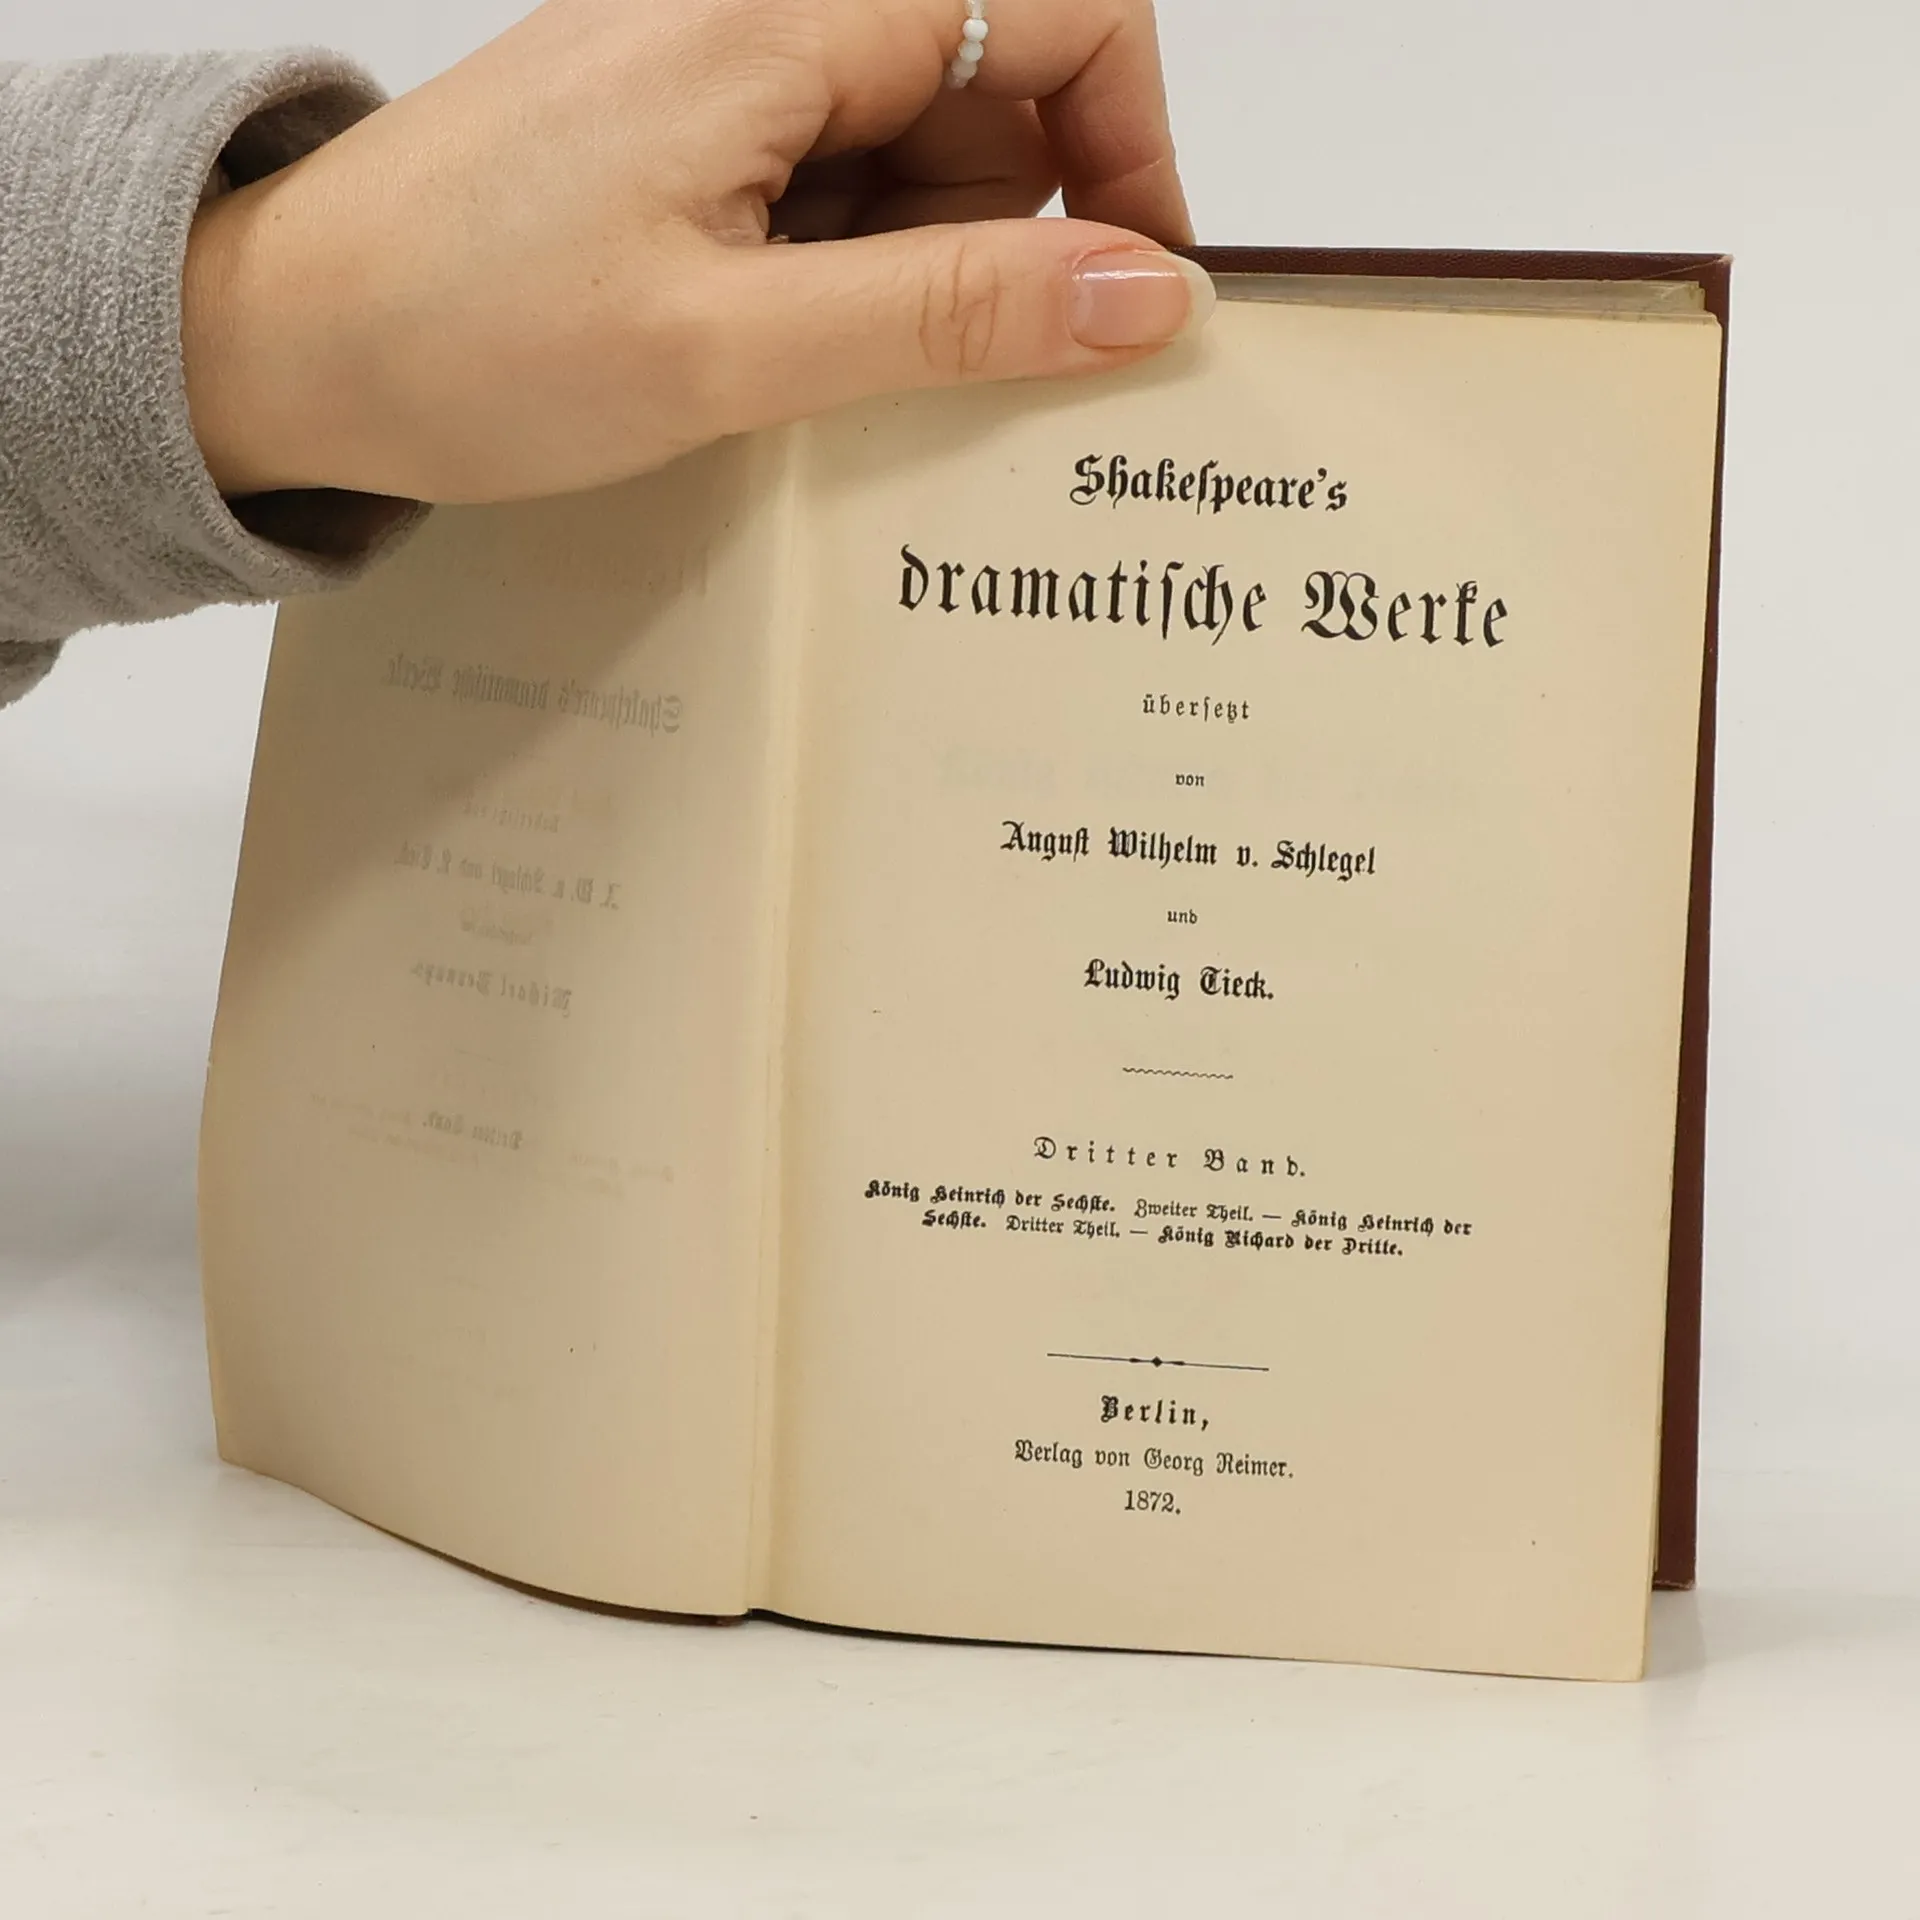 Shakeſpeare's
dramatiſche Werke
überſetzt
von
Auguſt Wilhelm v. Schlegel
und
Ludwig Tieck.
Dritter Band.
König Heinrich der Sechſte. Zweiter Theil. — König Heinrich der
Sechſte. Dritter Theil. — König Richard der Dritte.
Berlin,
Verlag von Georg Reimer.
1872.